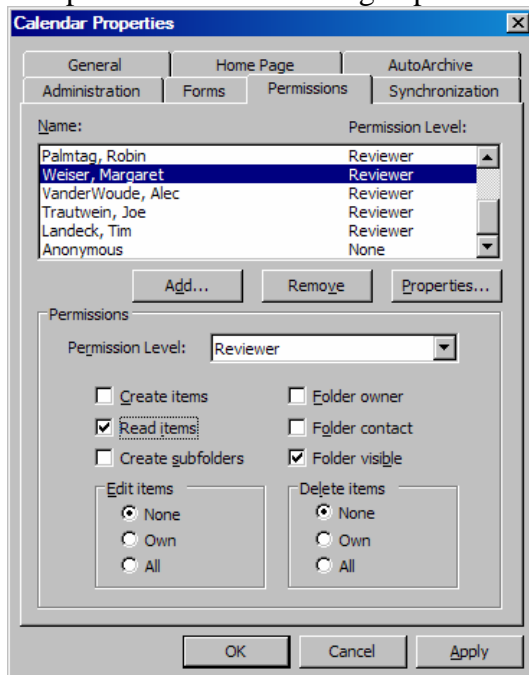 Calendar Properties
General Home Page AutoArchive
Administration Forms Permissions Synchronization
Name: Permission Level:
Palmtag, Robin Reviewer
Weiser, Margaret Reviewer
VanderWoude, Alec Reviewer
Trautwein, Joe Reviewer
Landeck, Tim Reviewer
Anonymous None
Add... Remove Properties...
Permissions
Permission Level: Reviewer
Create items Folder owner
Read items Folder contact
Create subfolders Folder visible
Edit items Delete items
None None
Own Own
All All
OK Cancel Apply